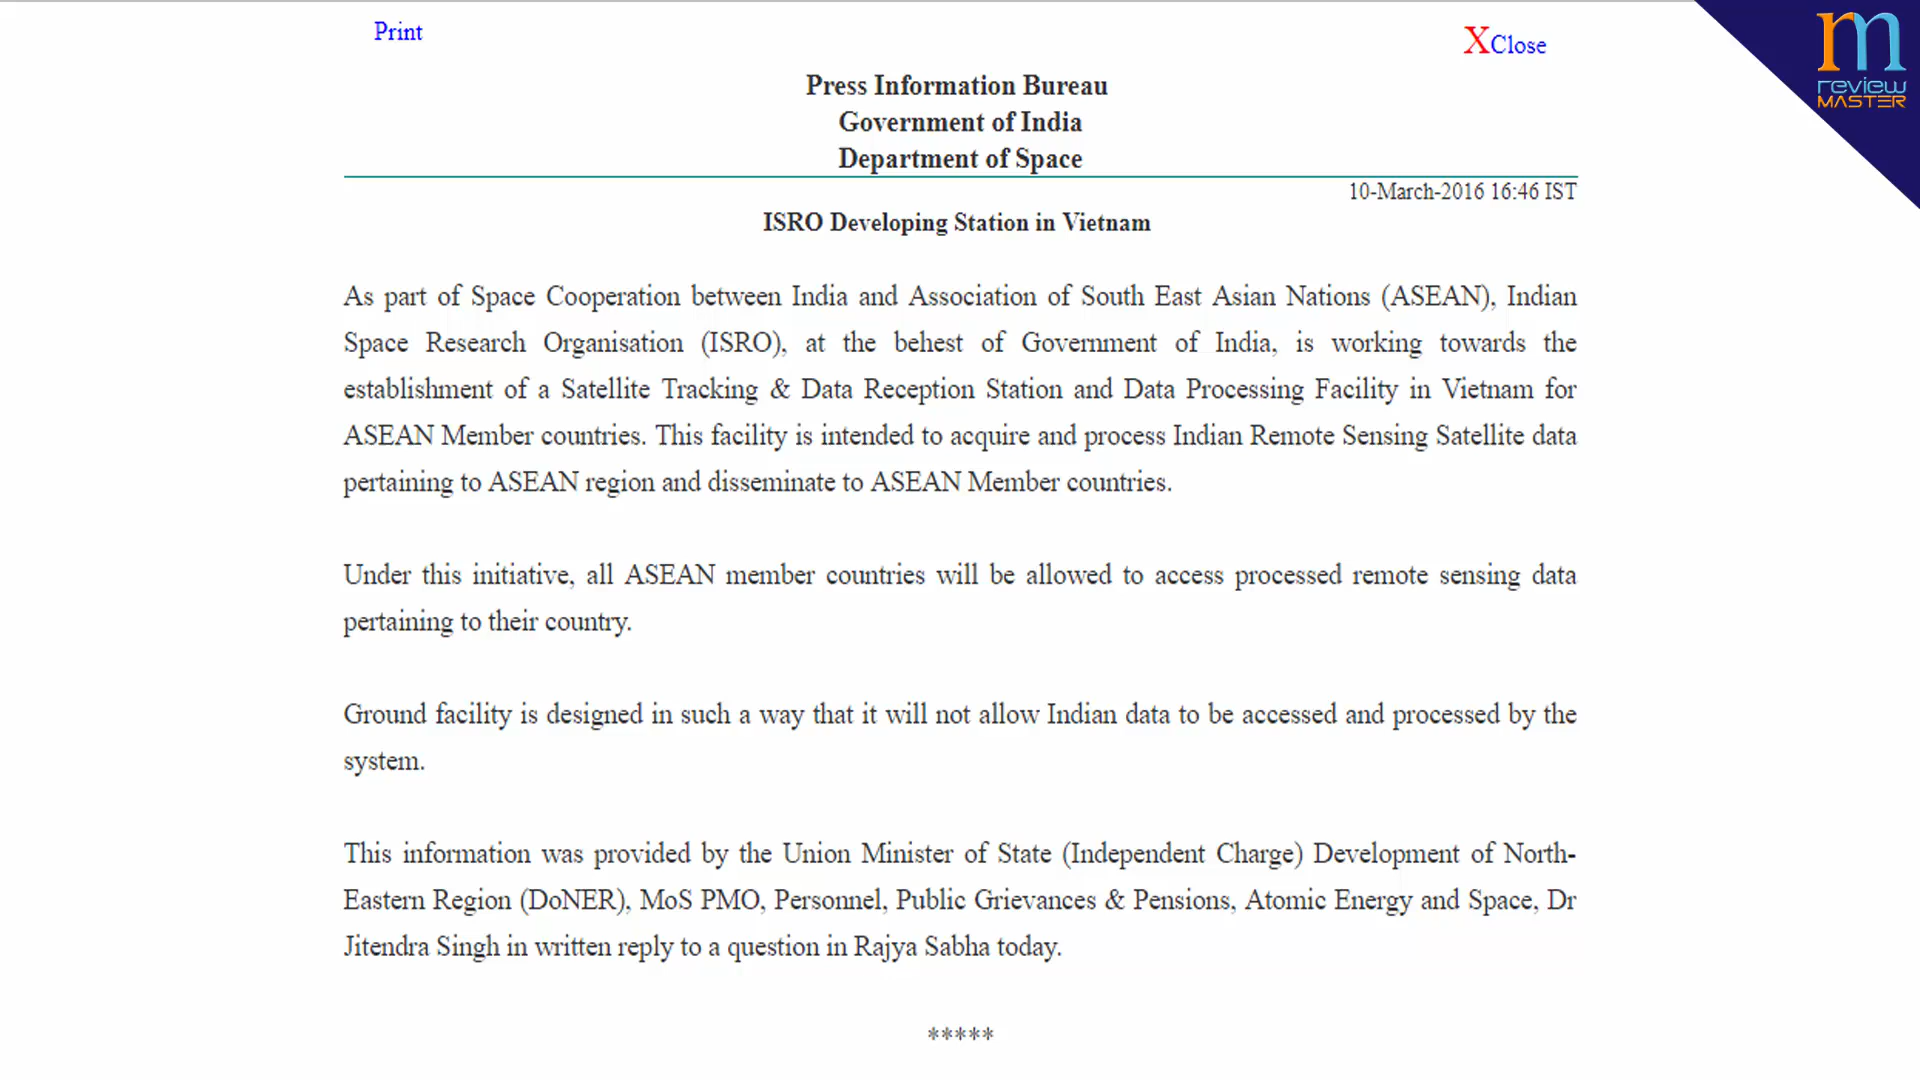 Print
XClose
m
review
MASTER
Press Information Bureau
Government of India
Department of Space
10-March-2016 16:46 IST
ISRO Developing Station in Vietnam
As part of Space Cooperation between India and Association of South East Asian Nations (ASEAN), Indian
Space Research Organisation (ISRO), at the behest of Government of India, is working towards the
establishment of a Satellite Tracking & Data Reception Station and Data Processing Facility in Vietnam for
ASEAN Member countries. This facility is intended to acquire and process Indian Remote Sensing Satellite data
pertaining to ASEAN region and disseminate to ASEAN Member countries.
Under this initiative, all ASEAN member countries will be allowed to access processed remote sensing data
pertaining to their country.
Ground facility is designed in such a way that it will not allow Indian data to be accessed and processed by the
system.
This information was provided by the Union Minister of State (Independent Charge) Development of North-
Eastern Region (DoNER), MoS PMO, Personnel, Public Grievances & Pensions, Atomic Energy and Space, Dr
Jitendra Singh in written reply to a question in Rajya Sabha today.
*****